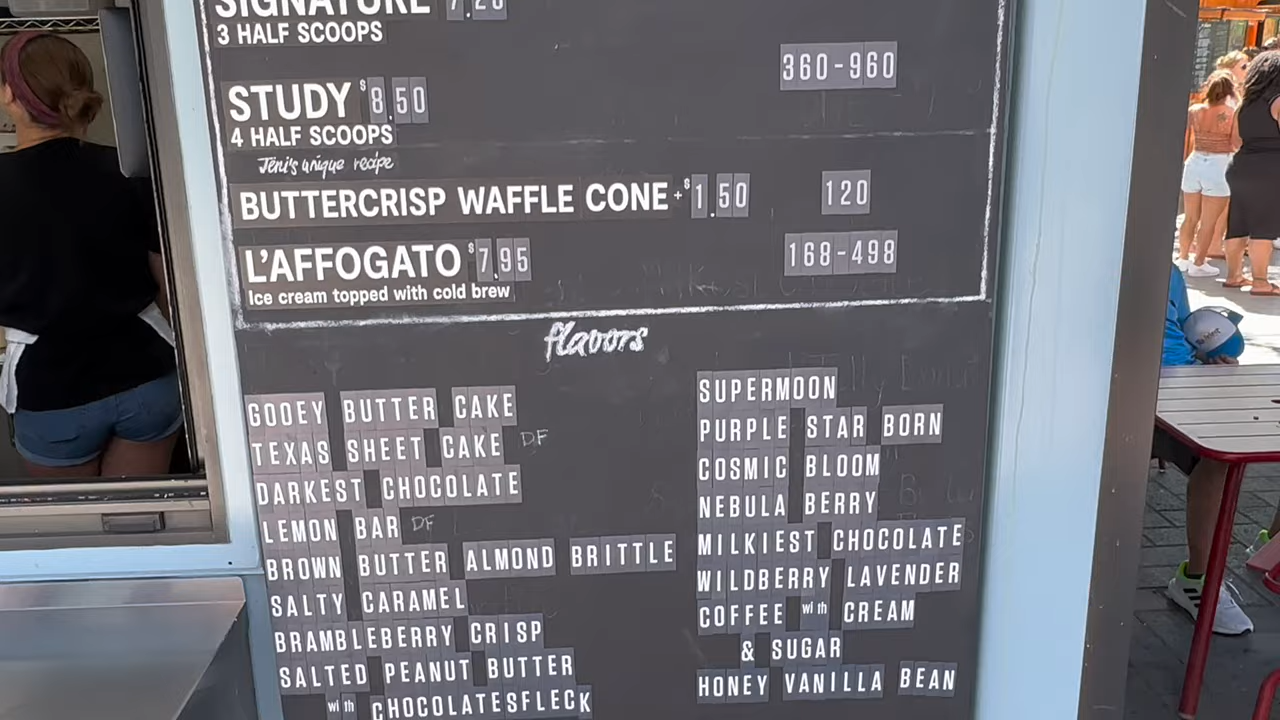 SIGNATURE 7.20
3 HALF SCOOPS
360-960
STUDY $8.50
4 HALF SCOOPS
Jeni's unique recipe
BUTTERCRISP WAFFLE CONE +$1.50 120
L'AFFOGATO $7.95 168-498
Ice cream topped with cold brew
flavors
GOOEY BUTTER CAKE
TEXAS SHEET CAKE DF
DARKEST CHOCOLATE
LEMON BAR DF
BROWN BUTTER ALMOND BRITTLE
SALTY CARAMEL
BRAMBLEBERRY CRISP
SALTED PEANUT BUTTER
with CHOCOLATESFLECK
SUPERMOON
PURPLE STAR BORN
COSMIC BLOOM
NEBULA BERRY
MILKIEST CHOCOLATE
WILDBERRY LAVENDER
COFFEE with CREAM
& SUGAR
HONEY VANILLA BEAN